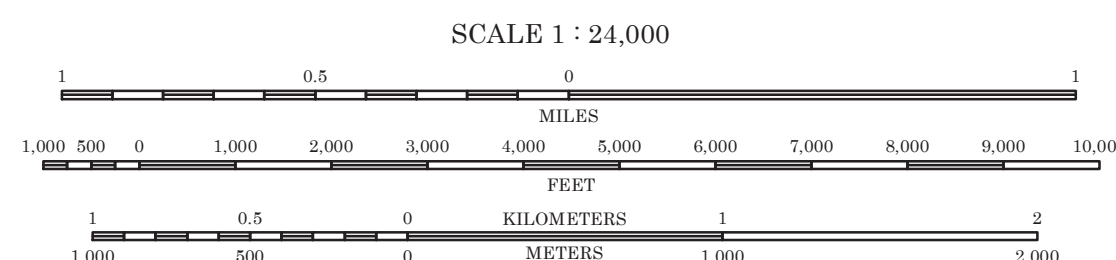 SCALE 1 : 24,000
1 0.5 0 1
MILES
1,000 500 0 1,000 2,000 3,000 4,000 5,000 6,000 7,000 8,000 9,000 10,00
FEET
1 0.5 0 KILOMETERS 1 2
1,000 500 0 METERS 1,000 2,000